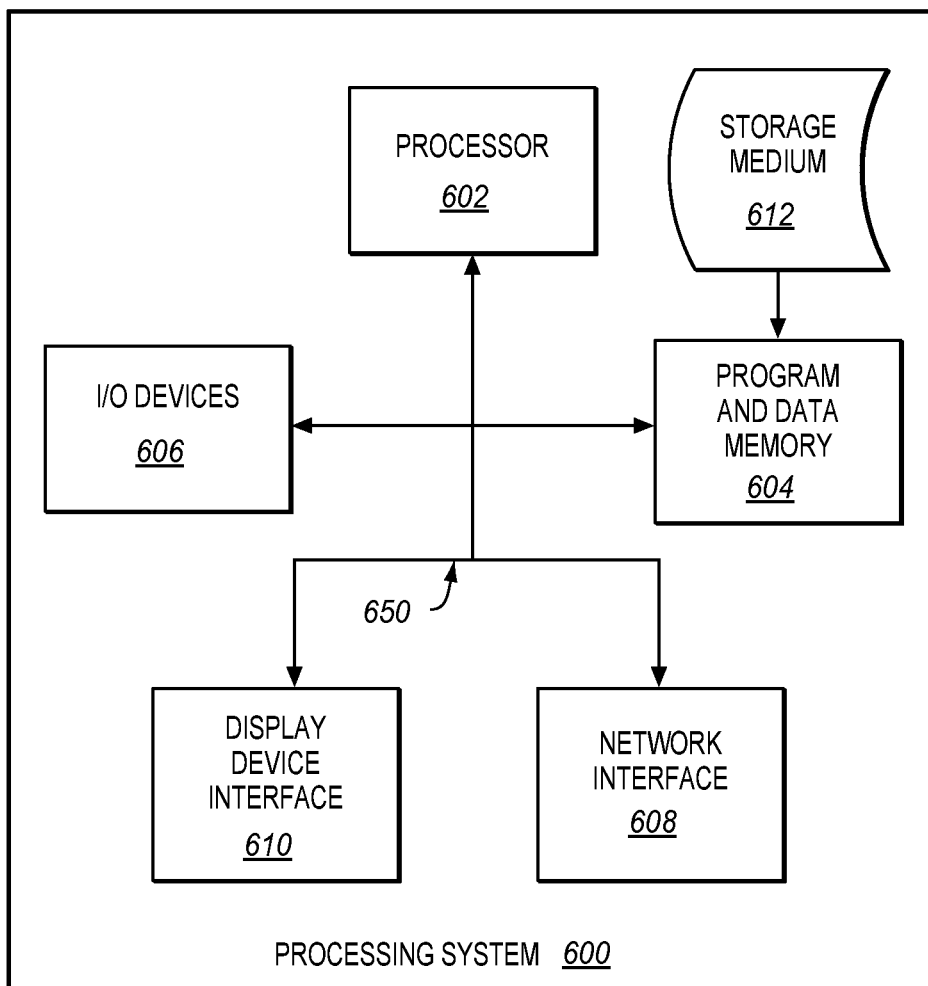 PROCESSOR
602
STORAGE
MEDIUM
612
I/O DEVICES
606
PROGRAM
AND DATA
MEMORY
604
650
DISPLAY
DEVICE
INTERFACE
610
NETWORK
INTERFACE
608
PROCESSING SYSTEM 600